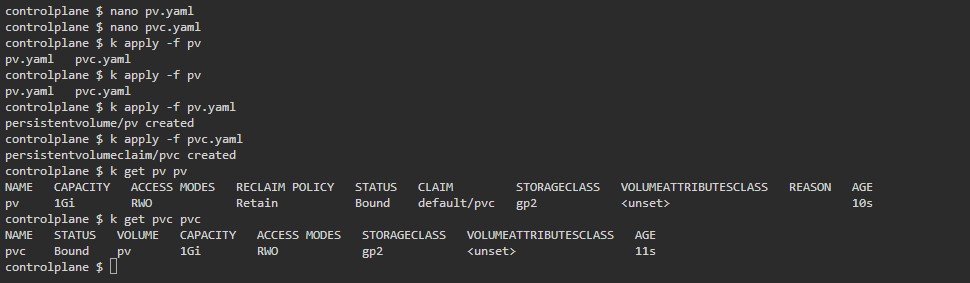 controlplane $ nano pv.yaml
controlplane $ nano pvc.yaml
controlplane $ k apply -f pv
pv.yaml   pvc.yaml
controlplane $ k apply -f pv
pv.yaml   pvc.yaml
controlplane $ k apply -f pv.yaml
persistentvolume/pv created
controlplane $ k apply -f pvc.yaml
persistentvolumeclaim/pvc created
controlplane $ k get pv pv
NAME   CAPACITY   ACCESS MODES   RECLAIM POLICY   STATUS   CLAIM         STORAGECLASS   VOLUMEATTRIBUTESCLASS   REASON   AGE
pv     1Gi        RWO            Retain           Bound    default/pvc   gp2            <unset>                          10s
controlplane $ k get pvc pvc
NAME   STATUS   VOLUME   CAPACITY   ACCESS MODES   STORAGECLASS   VOLUMEATTRIBUTESCLASS   AGE
pvc    Bound    pv       1Gi        RWO            gp2            <unset>                 11s
controlplane $